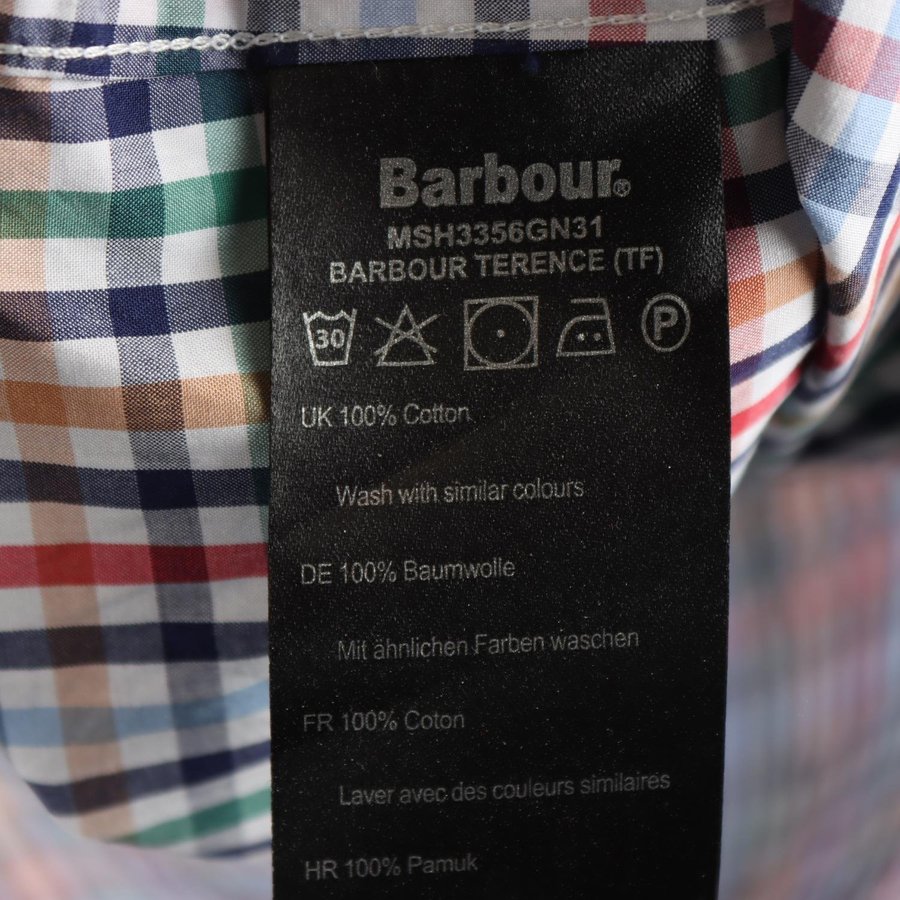 Barbour®
MSH3356GN31
BARBOUR TERENCE (TF)
30 P
UK 100% Cotton
Wash with similar colours
DE 100% Baumwolle
Mit ähnlichen Farben waschen
FR 100% Coton
Laver avec des couleurs similaires
HR 100% Pamuk